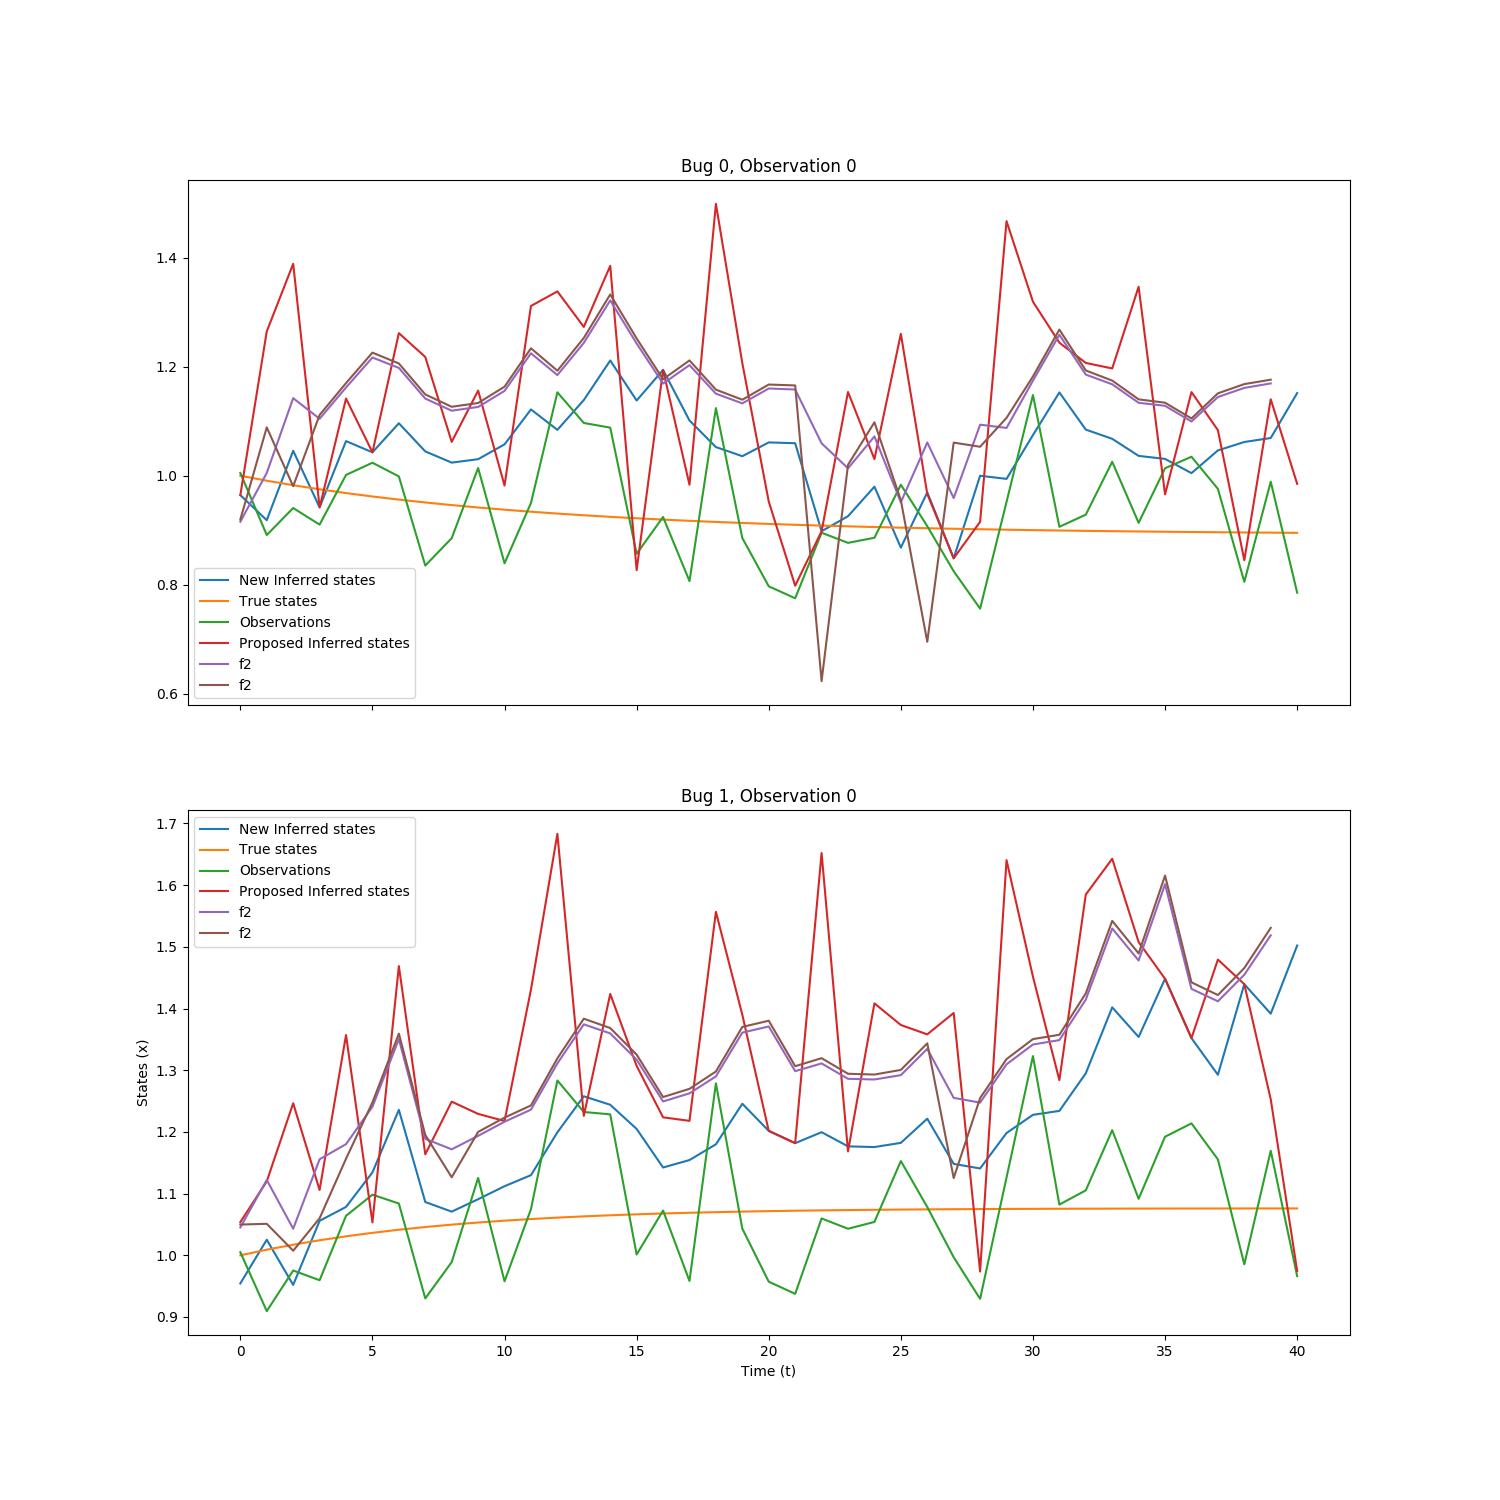 Bug 0, Observation 0
1.4
1.2
1.0
0.8
0.6
New Inferred states
True states
Observations
Proposed Inferred states
f2
f2
Bug 1, Observation 0
1.7
1.6
1.5
1.4
1.3
1.2
1.1
1.0
0.9
States (x)
New Inferred states
True states
Observations
Proposed Inferred states
f2
f2
0 5 10 15 20 25 30 35 40
Time (t)